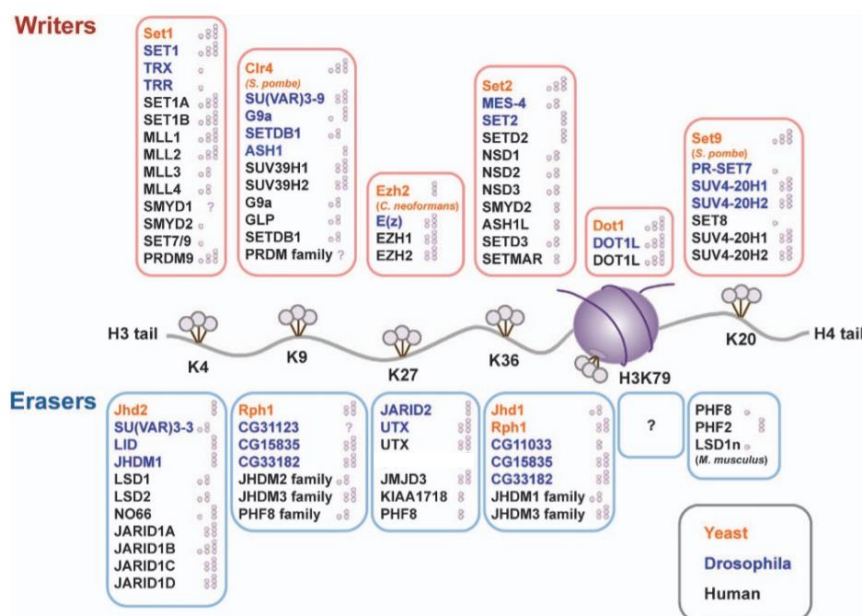 Writers
Set1
SET1
TRX
TRR
SET1A
SET1B
MLL1
MLL2
MLL3
MLL4
SMYD1 ?
SMYD2
SET7/9
PRDM9
Clr4
(S. pombe)
SU(VAR)3-9
G9a
SETDB1
ASH1
SUV39H1
SUV39H2
G9a
GLP
SETDB1
PRDM family ?
Ezh2
(C. neoformans)
E(z)
EZH1
EZH2
Set2
MES-4
SET2
SETD2
NSD1
NSD2
NSD3
SMYD2
ASH1L
SETD3
SETMAR
Dot1
DOT1L
DOT1L
Set9
(S. pombe)
PR-SET7
SUV4-20H1
SUV4-20H2
SET8
SUV4-20H1
SUV4-20H2
H3 tail
K4
K9
K27
K36
H3K79
K20
H4 tail
Erasers
Jhd2
SU(VAR)3-3
LID
JHDM1
LSD1
LSD2
NO66
JARID1A
JARID1B
JARID1C
JARID1D
Rph1
CG31123 ?
CG15835
CG33182
JHDM2 family
JHDM3 family
PHF8 family
JARID2
UTX
UTX
JMJD3
KIAA1718
PHF8
Jhd1
Rph1
CG11033
CG15835
CG33182
JHDM1 family
JHDM3 family
?
PHF8
PHF2
LSD1n
(M. musculus)
Yeast
Drosophila
Human